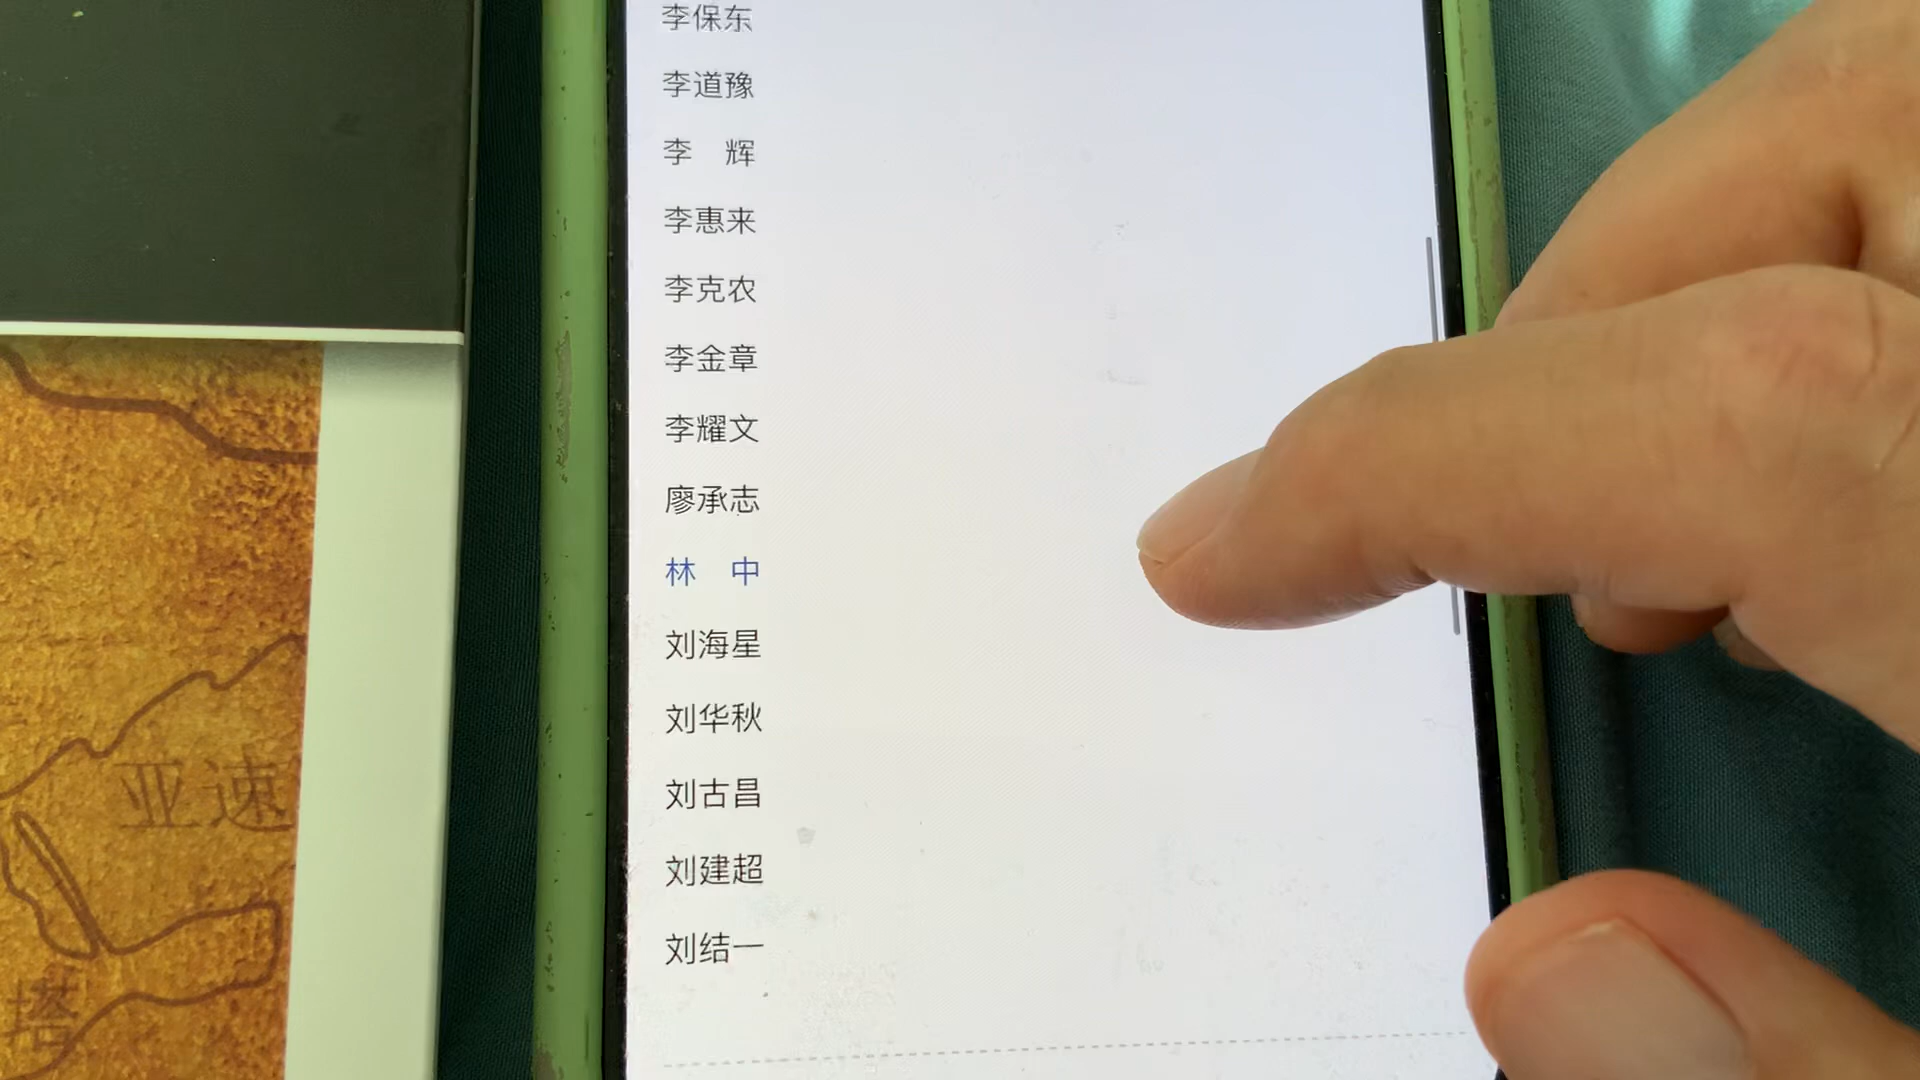 李保东
李道豫
李　辉
李惠来
李克农
李金章
李耀文
廖承志
林　中
刘海星
刘华秋
刘古昌
刘建超
刘结一
亚速
塔